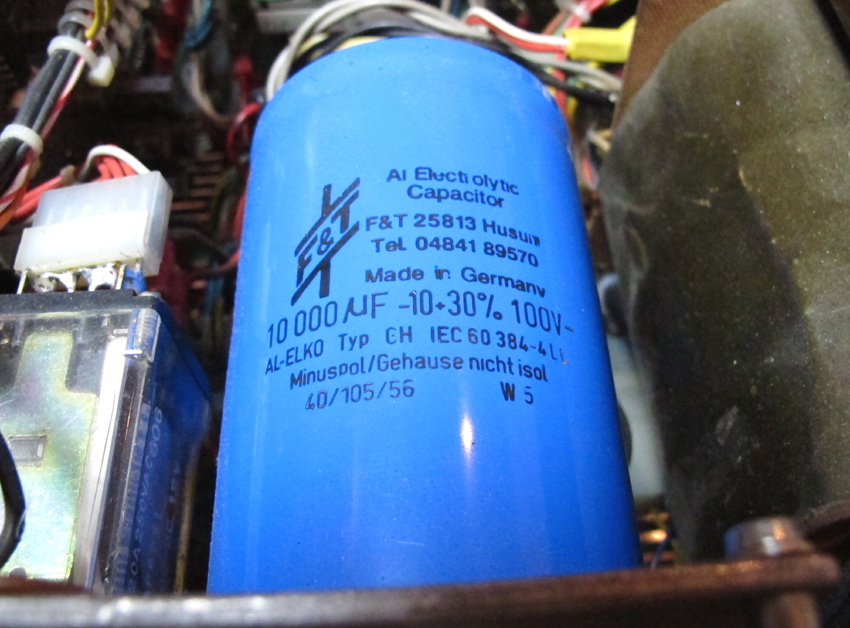 F&T
Al Electrolytic
Capacitor
F&T 25813 Husum
Tel. 04841 89570
Made in Germany
10 000 µF -10+30% 100V-
AL-ELKO Typ CH IEC 60 384-4 LL
Minuspol/Gehause nicht isol
40/105/56 W 5